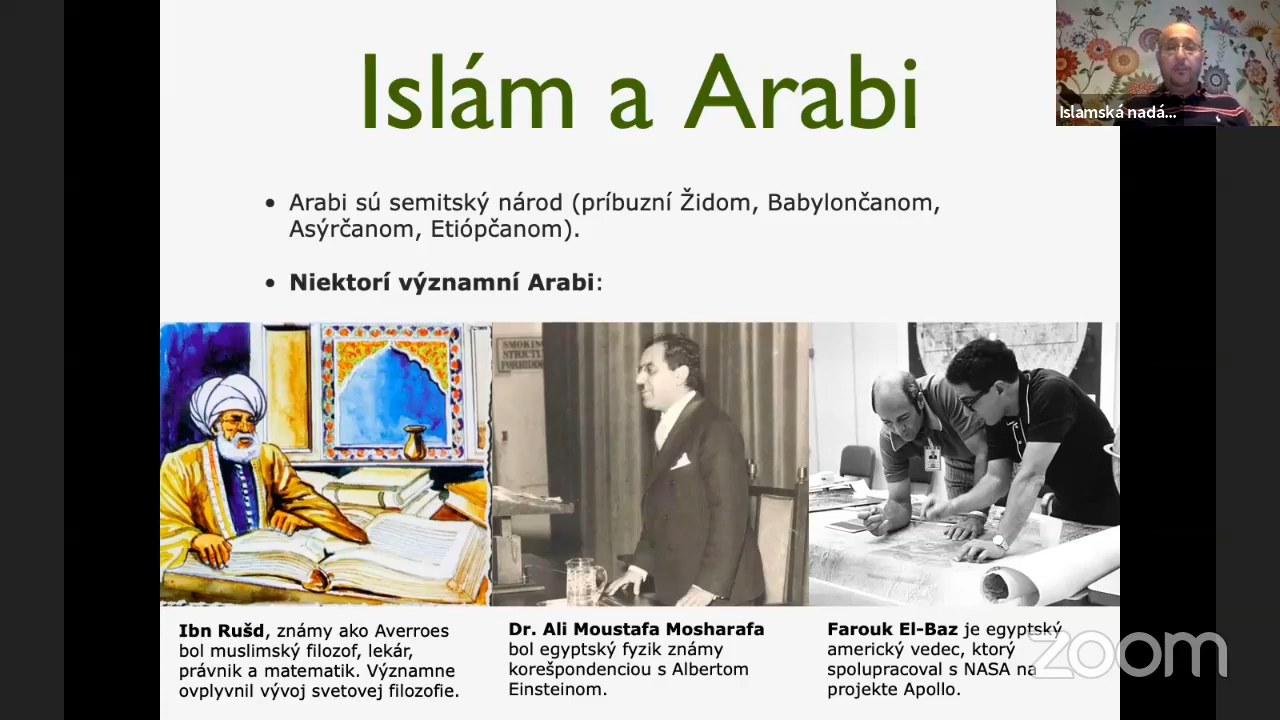 Islám a Arabi
Islamská nadá...
• Arabi sú semitský národ (príbuzní Židom, Babylončanom,
Asýrčanom, Etiópčanom).
• Niektorí významní Arabi:
SMOKING
STRICTLY
FORBIDDEN
Ibn Rušd, známy ako Averroes
bol muslimský filozof, lekár,
právnik a matematik. Významne
ovplyvnil vývoj svetovej filozofie.
Dr. Ali Moustafa Mosharafa
bol egyptský fyzik známy
korešpondenciou s Albertom
Einsteinom.
Farouk El-Baz je egyptský
americký vedec, ktorý
spolupracoval s NASA na
projekte Apollo.
zoom